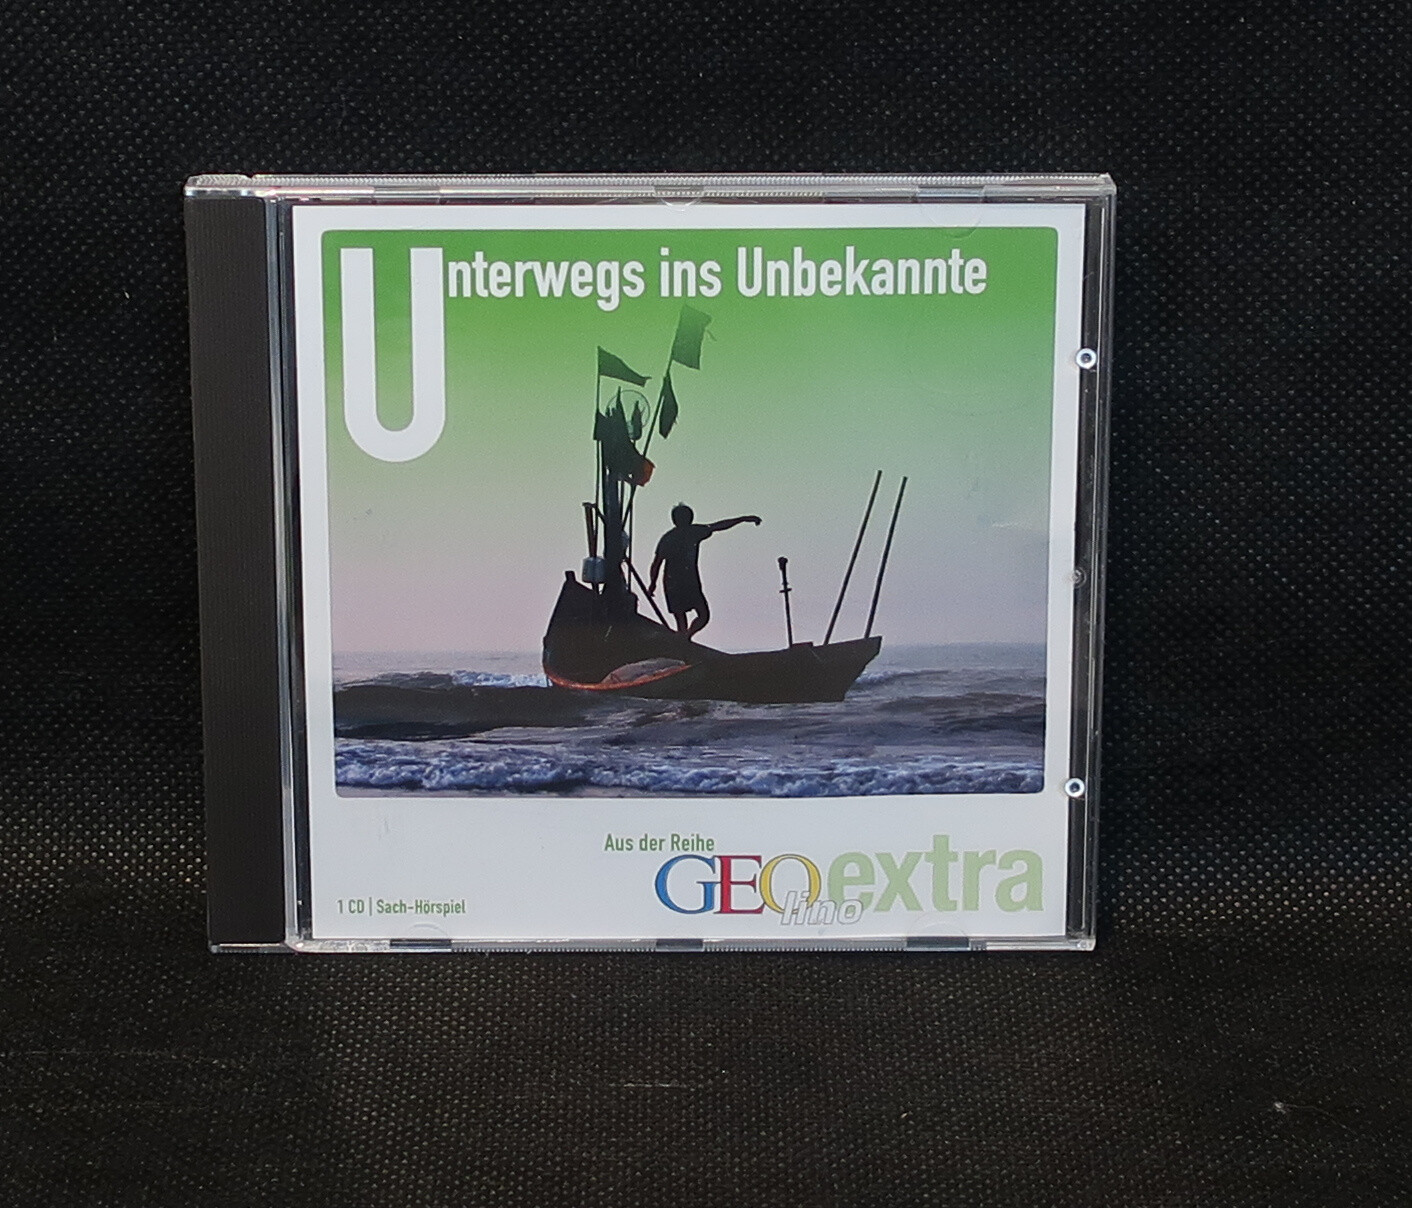 Unterwegs ins Unbekannte
Aus der Reihe
GEOlino extra
1 CD | Sach-Hörspiel